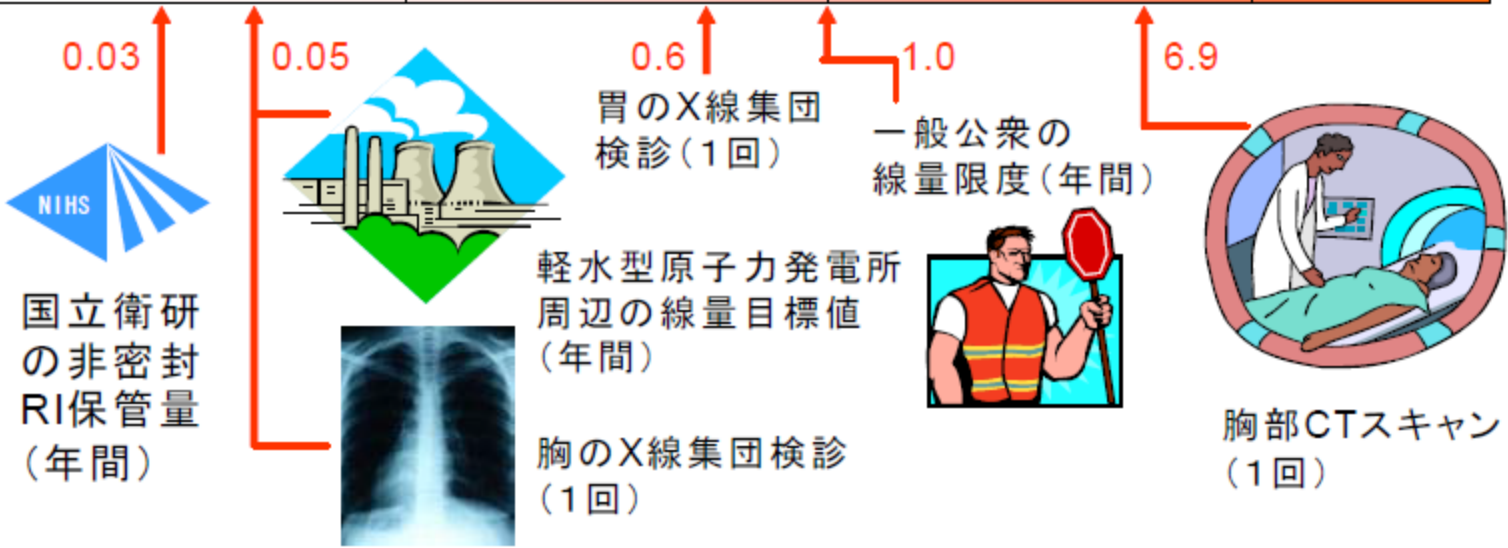 0.03
0.05
0.6
1.0
6.9
NIHS
国立衛研
の非密封
RI保管量
(年間)
軽水型原子力発電所
周辺の線量目標値
(年間)
胸のX線集団検診
(1回)
胃のX線集団
検診(1回)
一般公衆の
線量限度(年間)
胸部CTスキャン
(1回)